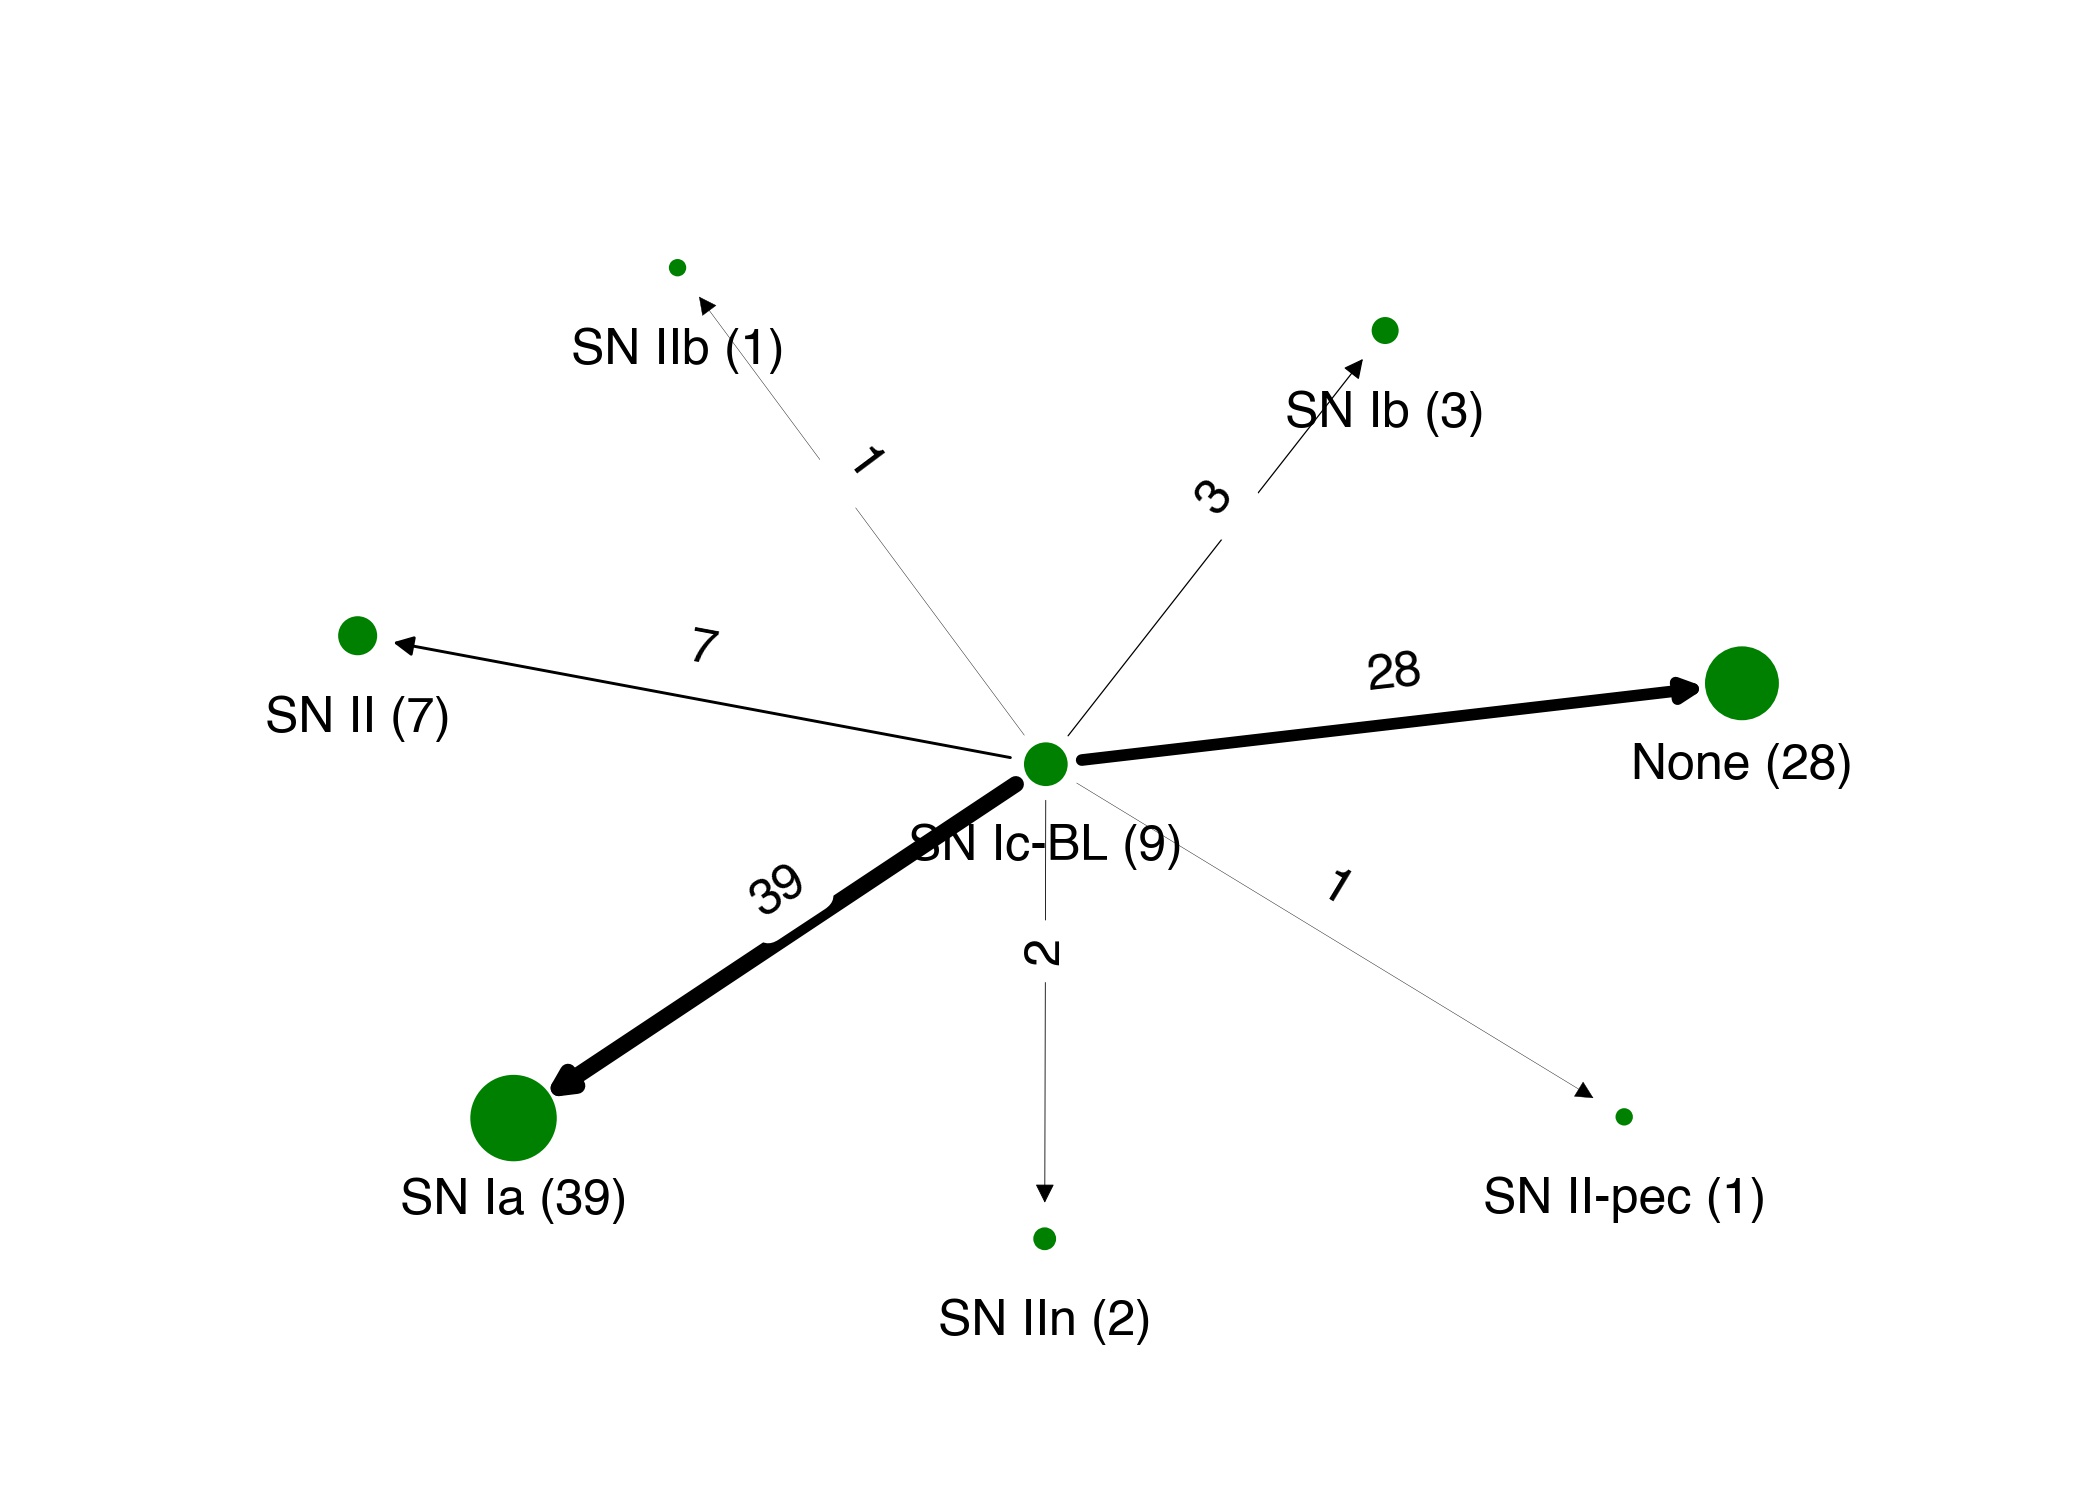 SN IIb (1)
SN Ib (3)
1
3
7
28
SN II (7)
None (28)
SN Ic-BL (9)
39
1
2
SN Ia (39)
SN II-pec (1)
SN IIn (2)